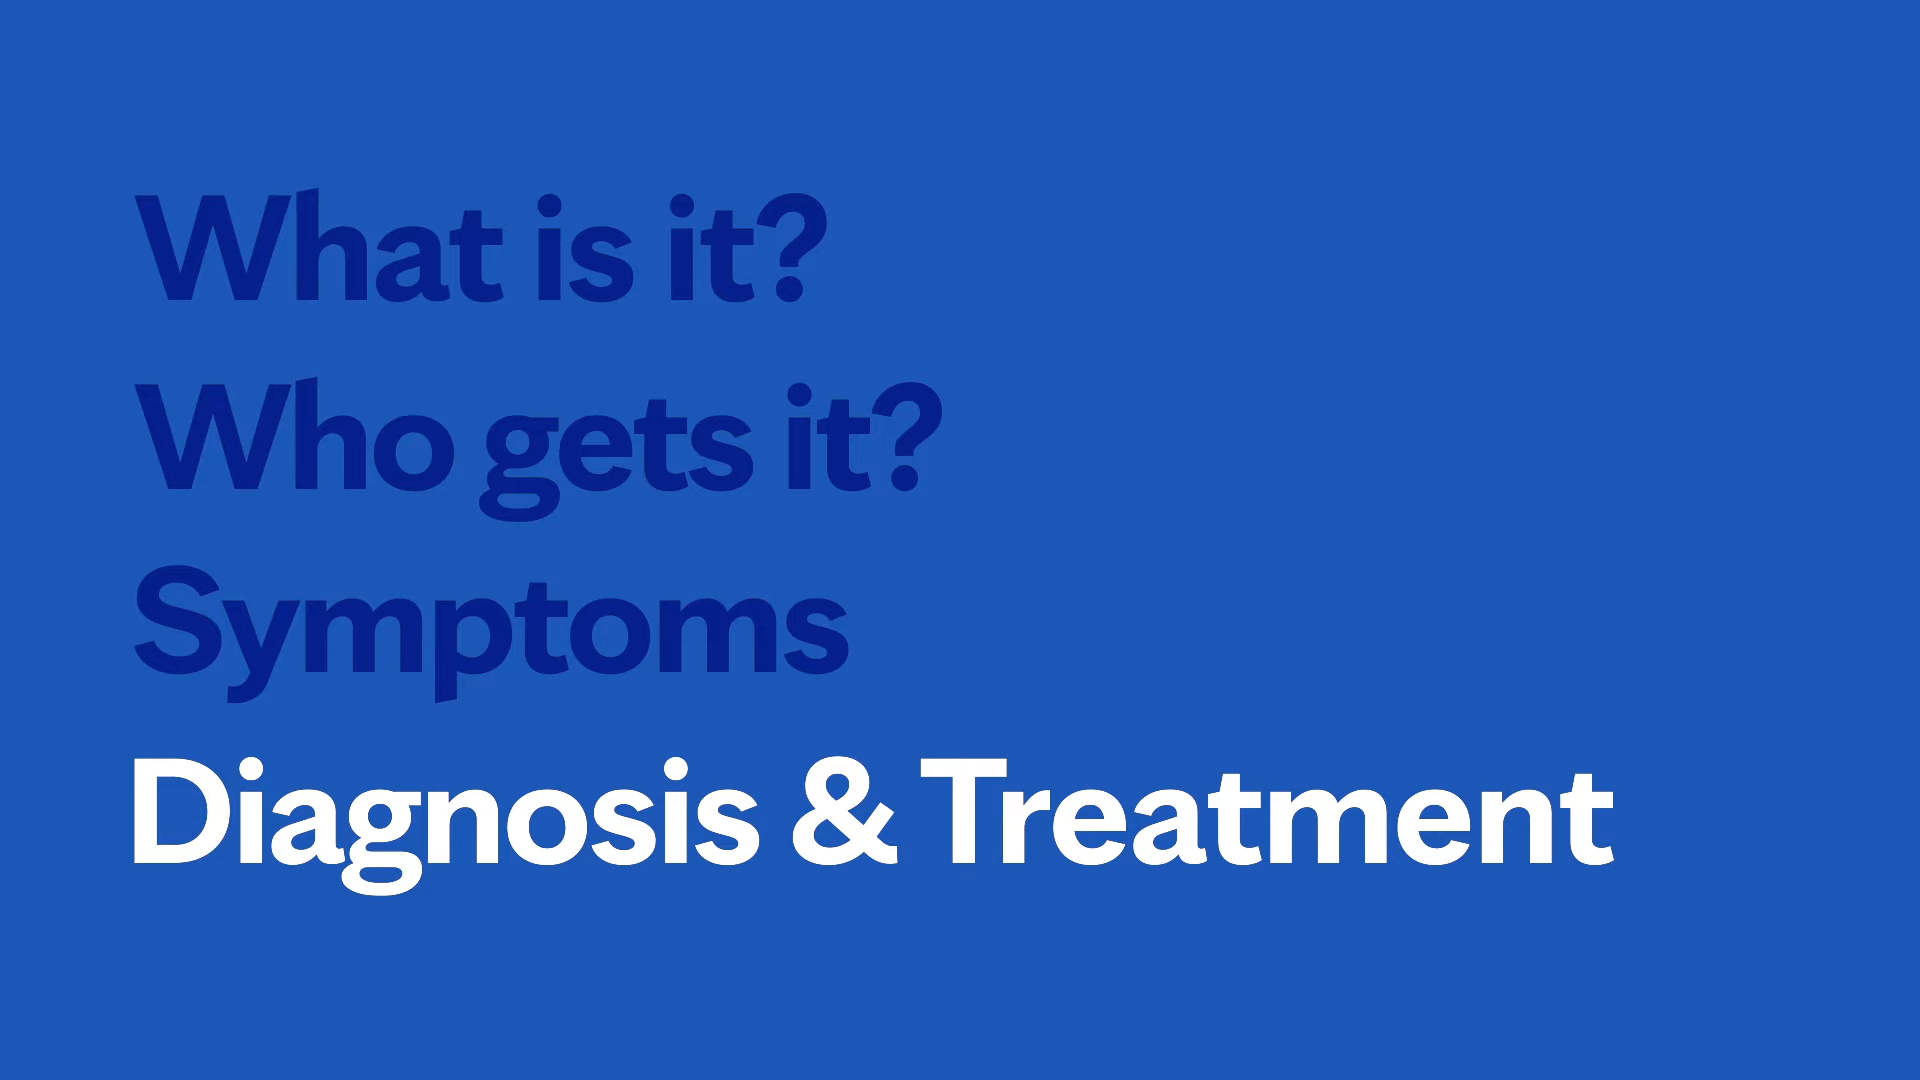 What is it?
Who gets it?
Symptoms
Diagnosis & Treatment